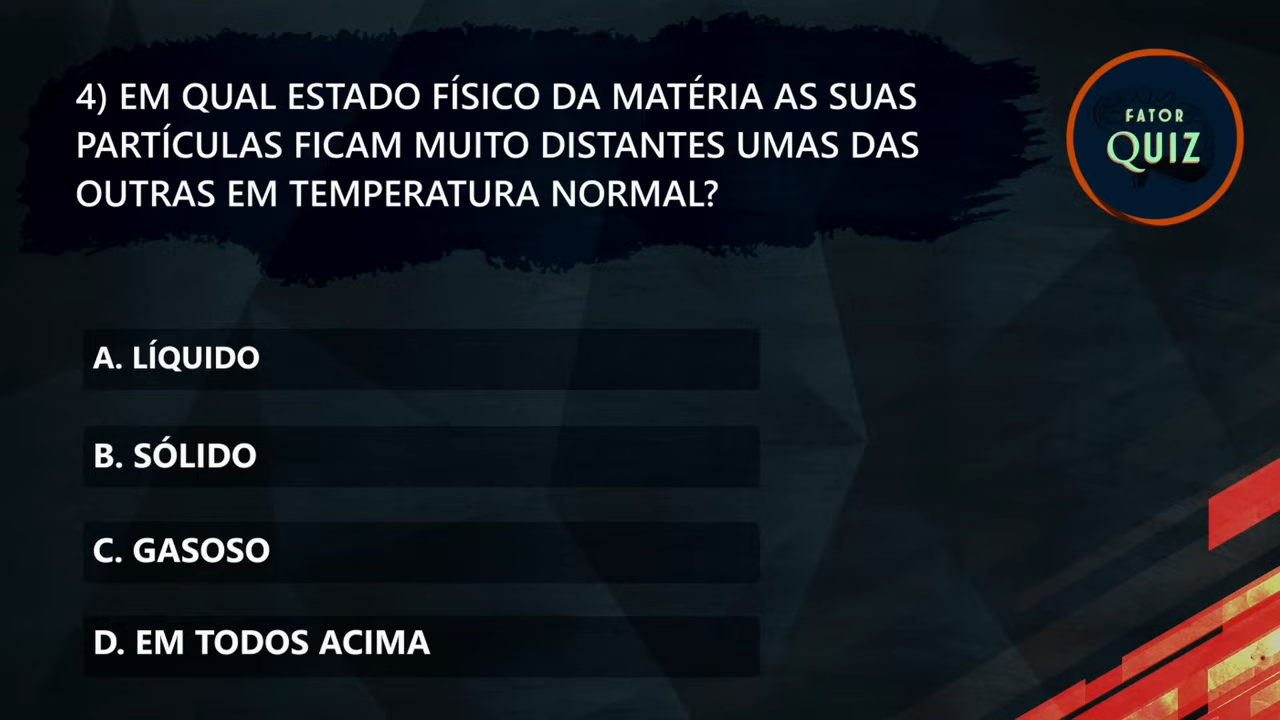 4) EM QUAL ESTADO FÍSICO DA MATÉRIA AS SUAS
PARTÍCULAS FICAM MUITO DISTANTES UMAS DAS
OUTRAS EM TEMPERATURA NORMAL?
FATOR
QUIZ
A. LÍQUIDO
B. SÓLIDO
C. GASOSO
D. EM TODOS ACIMA